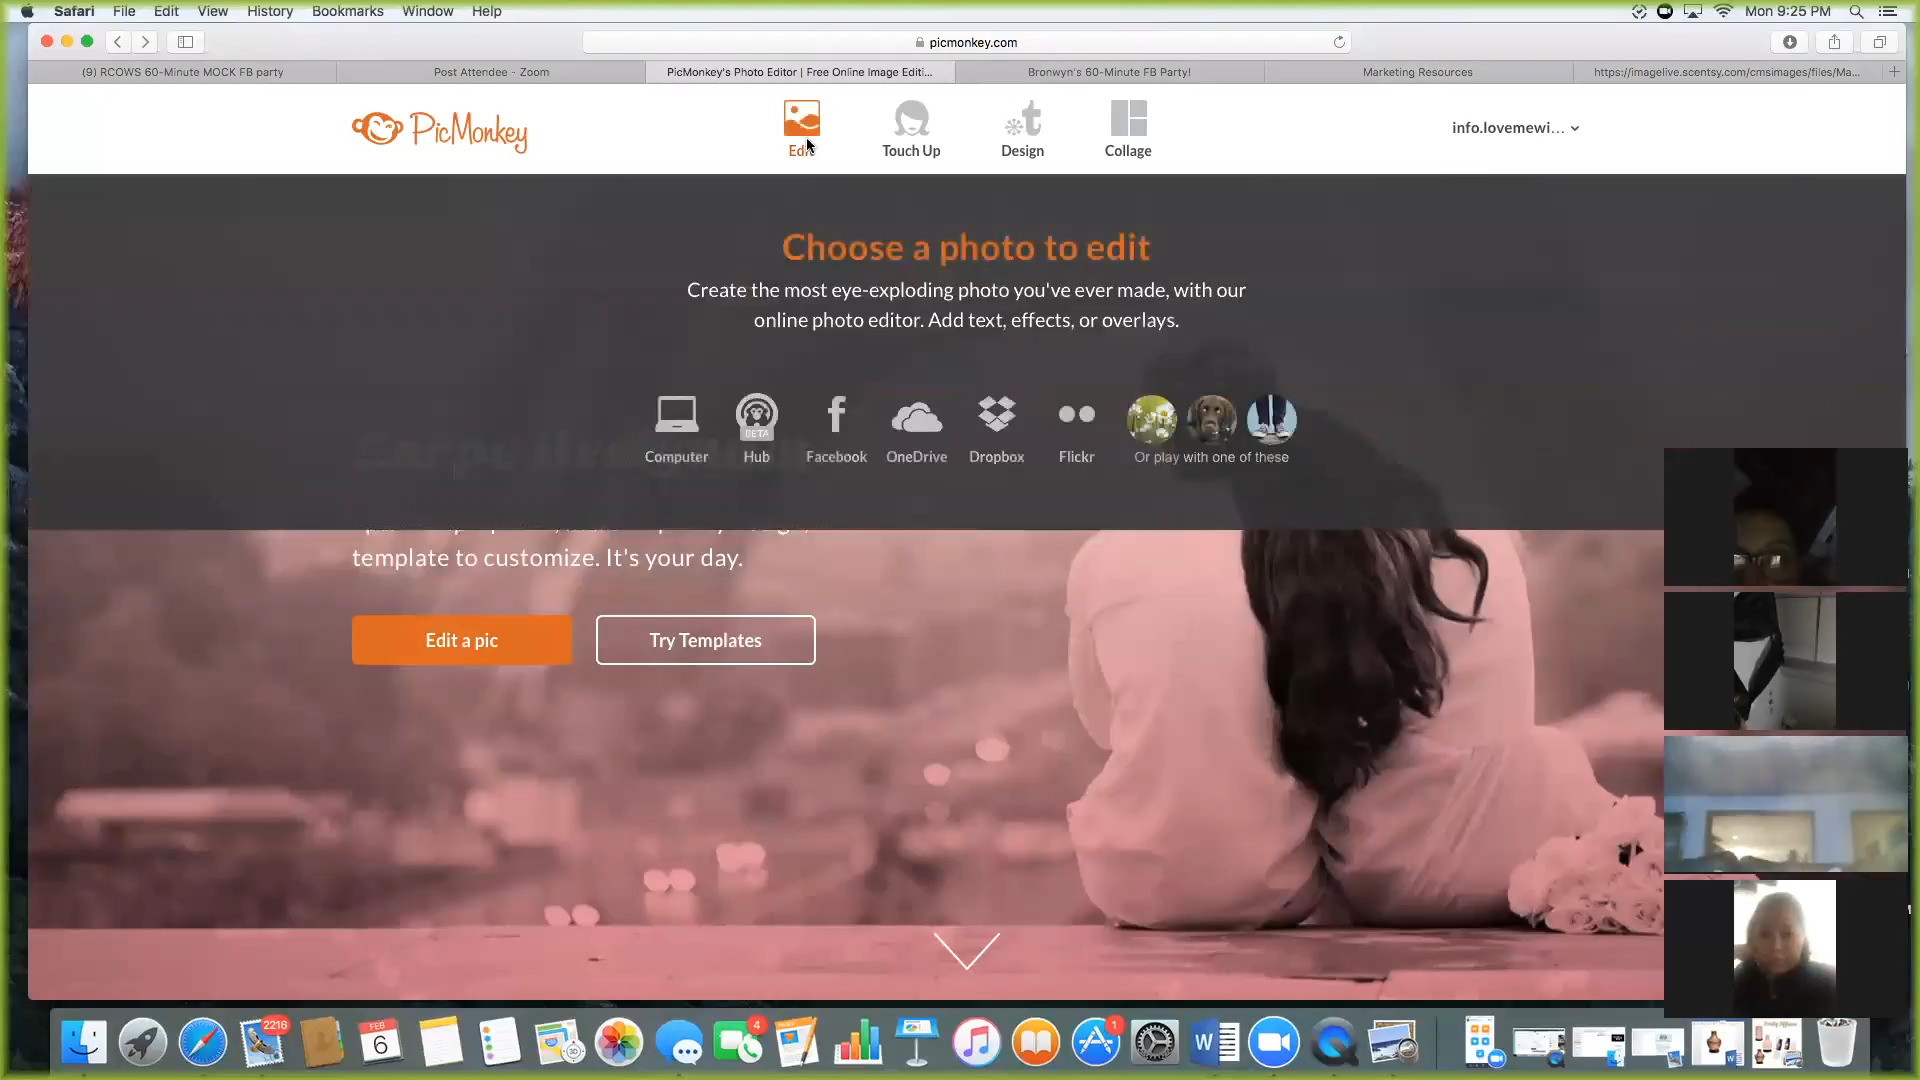 Safari File Edit View History Bookmarks Window Help Mon 9:25 PM
picmonkey.com
(9) RCOWS 60-Minute MOCK FB party Post Attendee - Zoom PicMonkey's Photo Editor | Free Online Image Editi... Bronwyn's 60-Minute FB Party! Marketing Resources https://imagelive.scentsy.com/cmsimages/files/Ma...
PicMonkey
Edit Touch Up Design Collage info.lovemewi...
Choose a photo to edit
Create the most eye-exploding photo you've ever made, with our
online photo editor. Add text, effects, or overlays.
BETA
Computer Hub Facebook OneDrive Dropbox Flickr Or play with one of these
template to customize. It's your day.
Edit a pic Try Templates
2216 FEB 6 4 1
3D